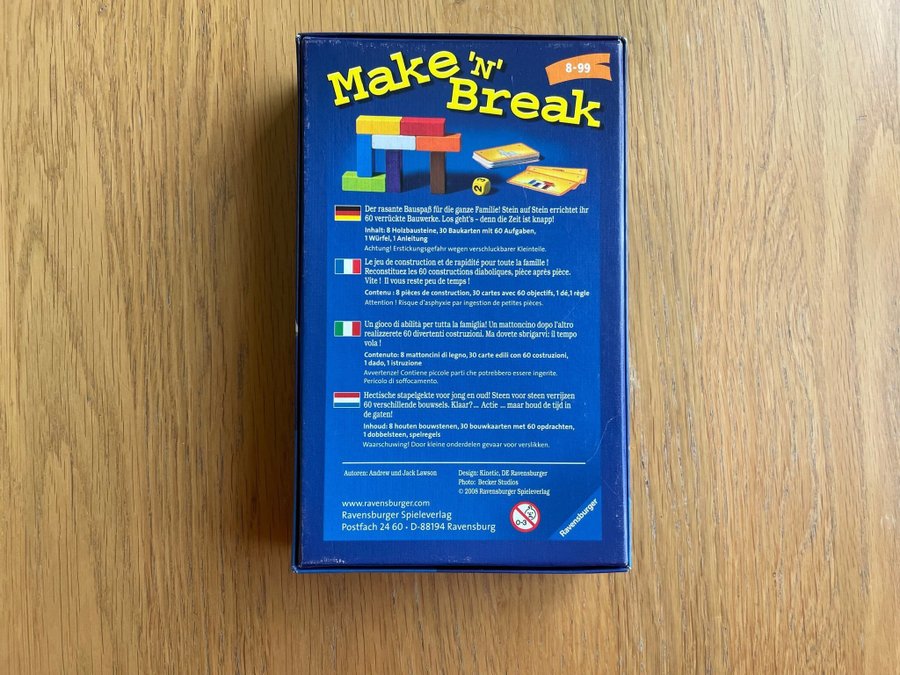 Make 'N'
Break
8-99
Der rasante Bauspaß für die ganze Familie! Stein auf Stein errichtet ihr
60 verrückte Bauwerke. Los geht's - denn die Zeit ist knapp!
Inhalt: 8 Holzbausteine, 30 Baukarten mit 60 Aufgaben,
1 Würfel, 1 Anleitung
Achtung! Erstickungsgefahr wegen verschluckbarer Kleinteile.
Le jeu de construction et de rapidité pour toute la famille !
Reconstituez les 60 constructions diaboliques, pièce après pièce.
Vite ! Il vous reste peu de temps !
Contenu : 8 pièces de construction, 30 cartes avec 60 objectifs, 1 dé,1 règle
Attention ! Risque d'asphyxie par ingestion de petites pièces.
Un gioco di abilità per tutta la famiglia! Un mattoncino dopo l'altro
realizzerete 60 divertenti costruzioni. Ma dovete sbrigarvi: il tempo
vola !
Contenuto: 8 mattoncini di legno, 30 carte edili con 60 costruzioni,
1 dado, 1 istruzione
Avvertenze! Contiene piccole parti che potrebbero essere ingerite.
Pericolo di soffocamento.
Hectische stapelgekte voor jong en oud! Steen voor steen verrijzen
60 verschillende bouwsels. Klaar? ... Actie ... maar houd de tijd in
de gaten!
Inhoud: 8 houten bouwstenen, 30 bouwkaarten met 60 opdrachten,
1 dobbelsteen, spelregels
Waarschuwing! Door kleine onderdelen gevaar voor verslikken.
Autoren: Andrew und Jack Lawson
Design: Kinetic, DE Ravensburger
Photo: Becker Studios
© 2008 Ravensburger Spieleverlag
www.ravensburger.com
Ravensburger Spieleverlag
Postfach 24 60 • D-88194 Ravensburg
0-3
Ravensburger